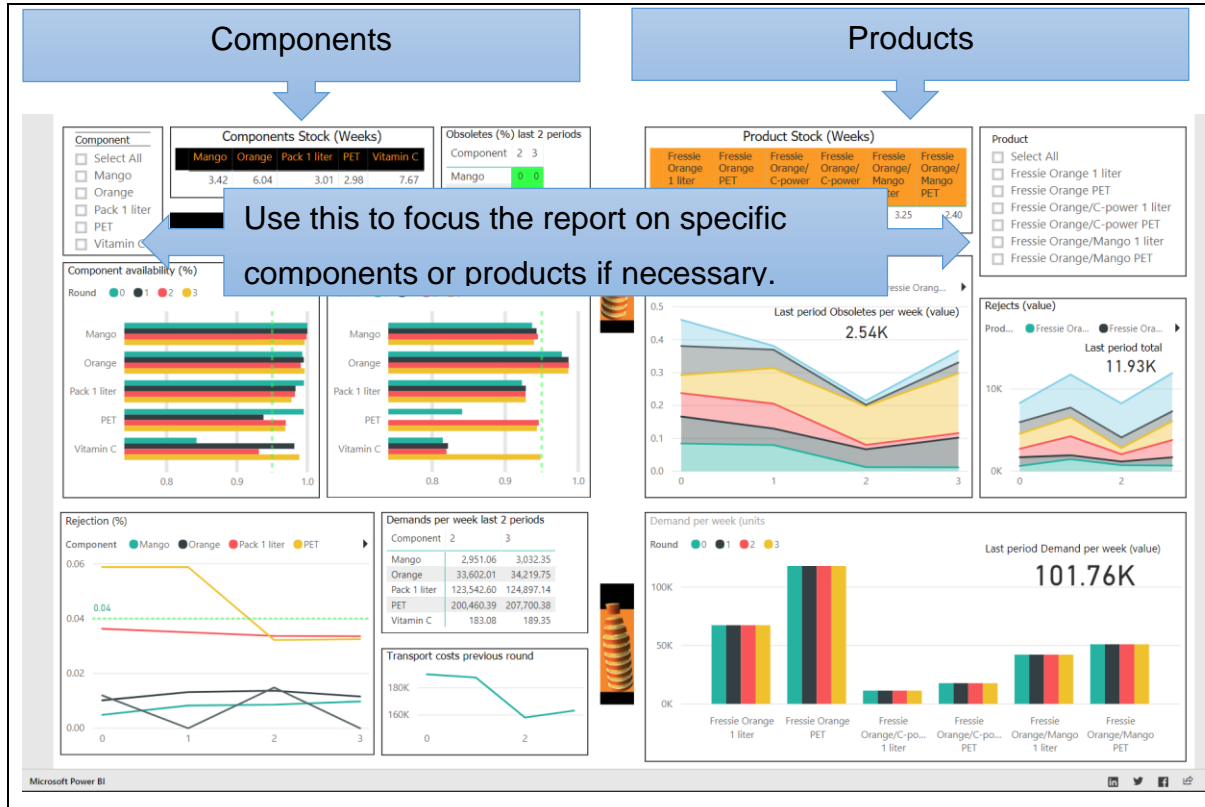 Components
Products
Component
Select All
Mango
Orange
Pack 1 liter
PET
Vitamin C
Components Stock (Weeks)
Mango Orange Pack 1 liter PET Vitamin C
3.42 6.04 3.01 2.98 7.67
Obsoletes (%) last 2 periods
Component 2 3
Mango 0 0
Product Stock (Weeks)
Fressie Orange 1 liter
Fressie Orange PET
Fressie Orange/ C-power
Fressie Orange/ C-power
Fressie Orange/ Mango
Fressie Orange/ Mango PET
3.25 2.40
Product
Select All
Fressie Orange 1 liter
Fressie Orange PET
Fressie Orange/C-power 1 liter
Fressie Orange/C-power PET
Fressie Orange/Mango 1 liter
Fressie Orange/Mango PET
Use this to focus the report on specific
components or products if necessary.
Component availability (%)
Round 0 1 2 3
Mango
Orange
Pack 1 liter
PET
Vitamin C
0.8 0.9 1.0
Mango
Orange
Pack 1 liter
PET
Vitamin C
0.8 0.9 1.0
ressie Orang...
Last period Obsoletes per week (value)
2.54K
0.5
0.4
0.3
0.2
0.1
0.0
0 1 2 3
Rejects (value)
Prod... Fressie Ora... Fressie Ora...
Last period total
11.93K
10K
0K
0 2
Rejection (%)
Component Mango Orange Pack 1 liter PET
0.06
0.04
0.04
0.02
0.00
0 1 2 3
Demands per week last 2 periods
Component 2 3
Mango 2,951.06 3,032.35
Orange 33,602.01 34,219.75
Pack 1 liter 123,542.60 124,897.14
PET 200,460.39 207,700.38
Vitamin C 183.08 189.35
Transport costs previous round
180K
160K
0 2
Demand per week (units
Round 0 1 2 3
Last period Demand per week (value)
101.76K
100K
50K
0K
Fressie Orange
1 liter
Fressie Orange
PET
Fressie
Orange/C-po...
1 liter
Fressie
Orange/C-po...
PET
Fressie
Orange/Mango
1 liter
Fressie
Orange/Mango
PET
Microsoft Power BI